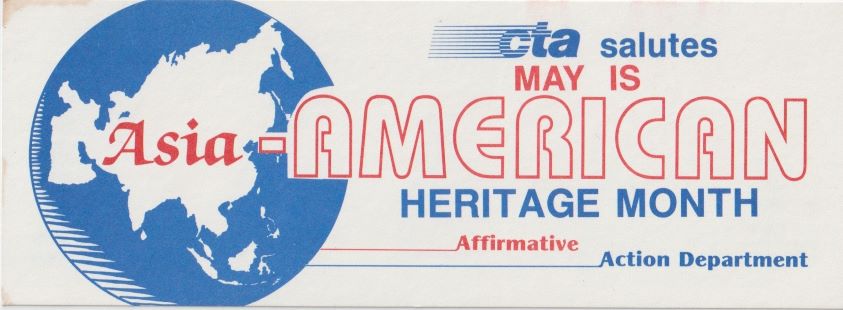 cta salutes
MAY IS
Asia-AMERICAN
HERITAGE MONTH
Affirmative
Action Department